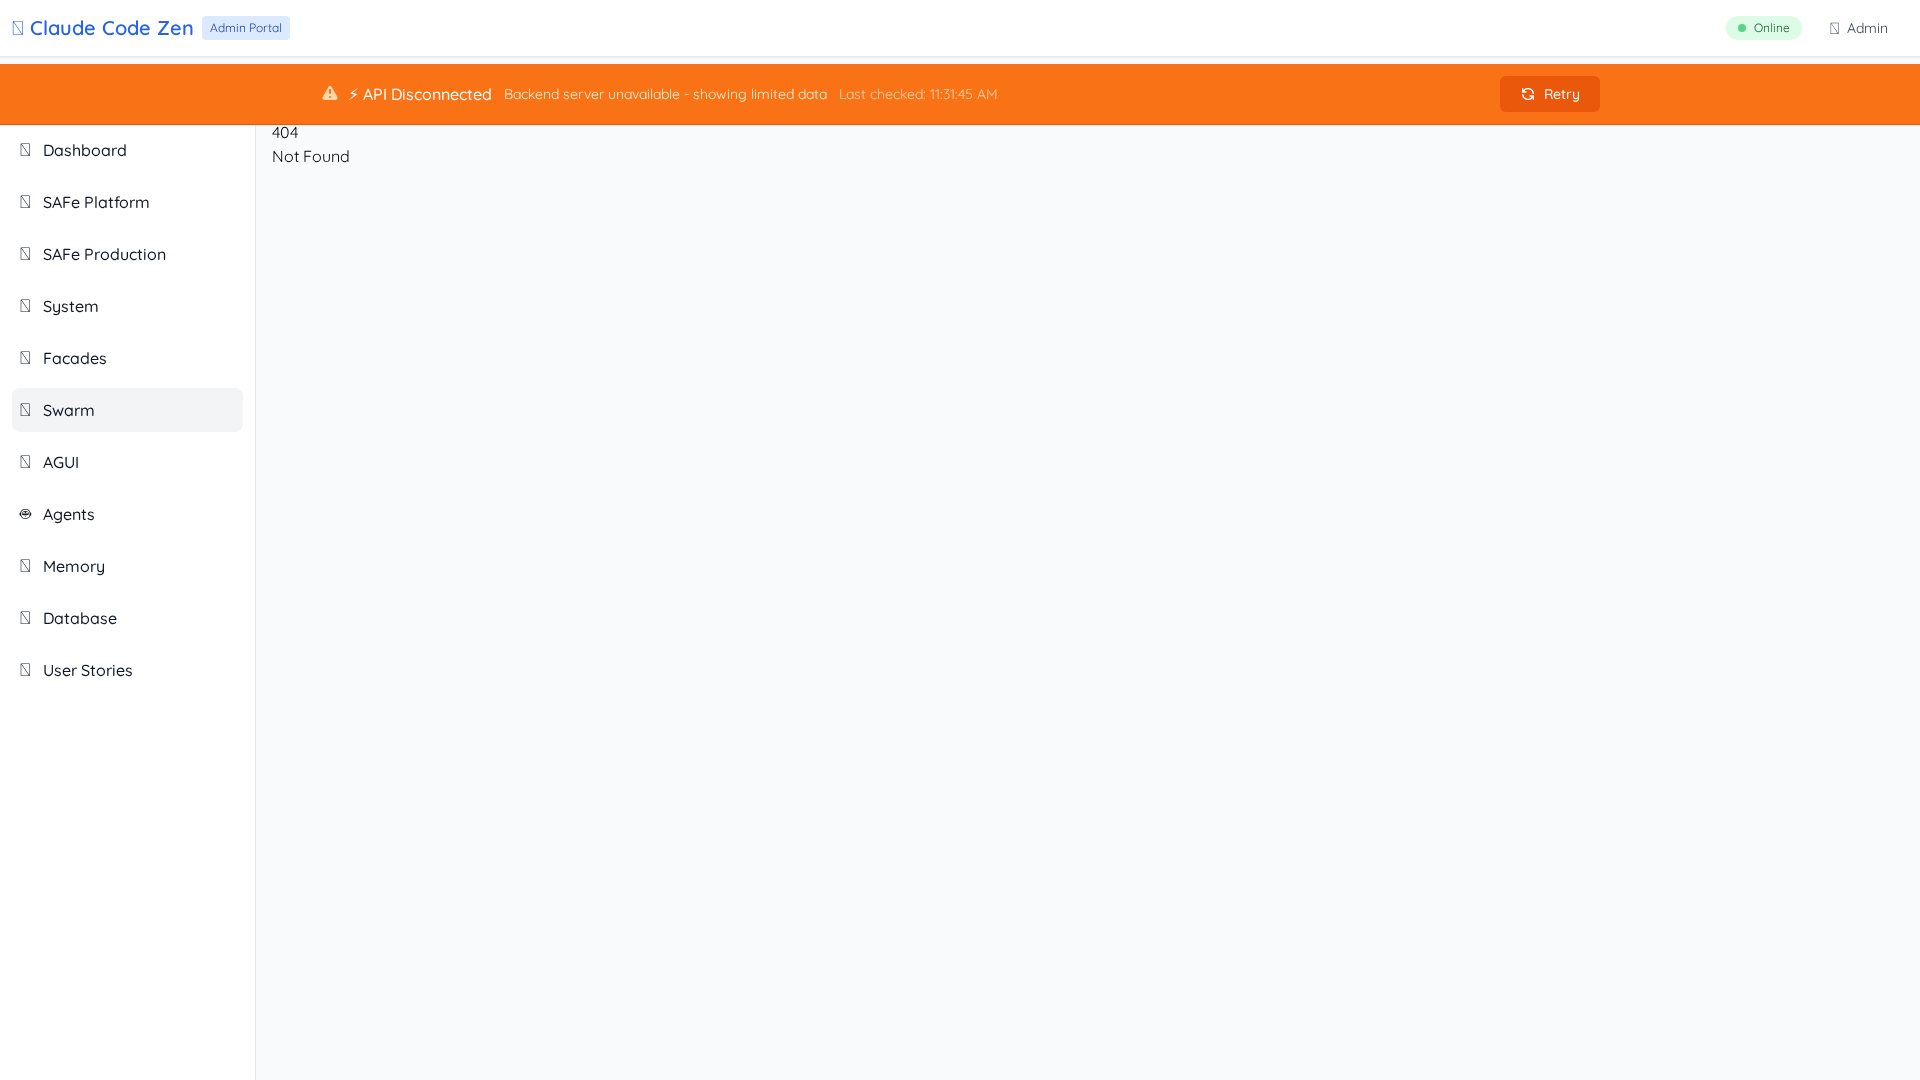 Claude Code Zen Admin Portal
Online
Admin
⚡ API Disconnected Backend server unavailable - showing limited data Last checked: 11:31:45 AM
Retry
404
Not Found
Dashboard
SAFe Platform
SAFe Production
System
Facades
Swarm
AGUI
Agents
Memory
Database
User Stories